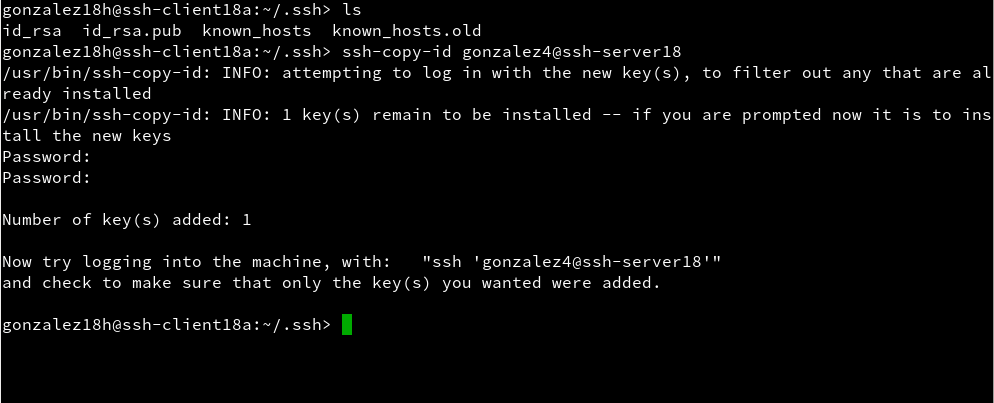 gonzalez18h@ssh-client18a:~/.ssh> ls
id_rsa  id_rsa.pub  known_hosts  known_hosts.old
gonzalez18h@ssh-client18a:~/.ssh> ssh-copy-id gonzalez4@ssh-server18
/usr/bin/ssh-copy-id: INFO: attempting to log in with the new key(s), to filter out any that are al
ready installed
/usr/bin/ssh-copy-id: INFO: 1 key(s) remain to be installed -- if you are prompted now it is to ins
tall the new keys
Password:
Password:
Number of key(s) added: 1
Now try logging into the machine, with:   "ssh 'gonzalez4@ssh-server18'"
and check to make sure that only the key(s) you wanted were added.
gonzalez18h@ssh-client18a:~/.ssh>